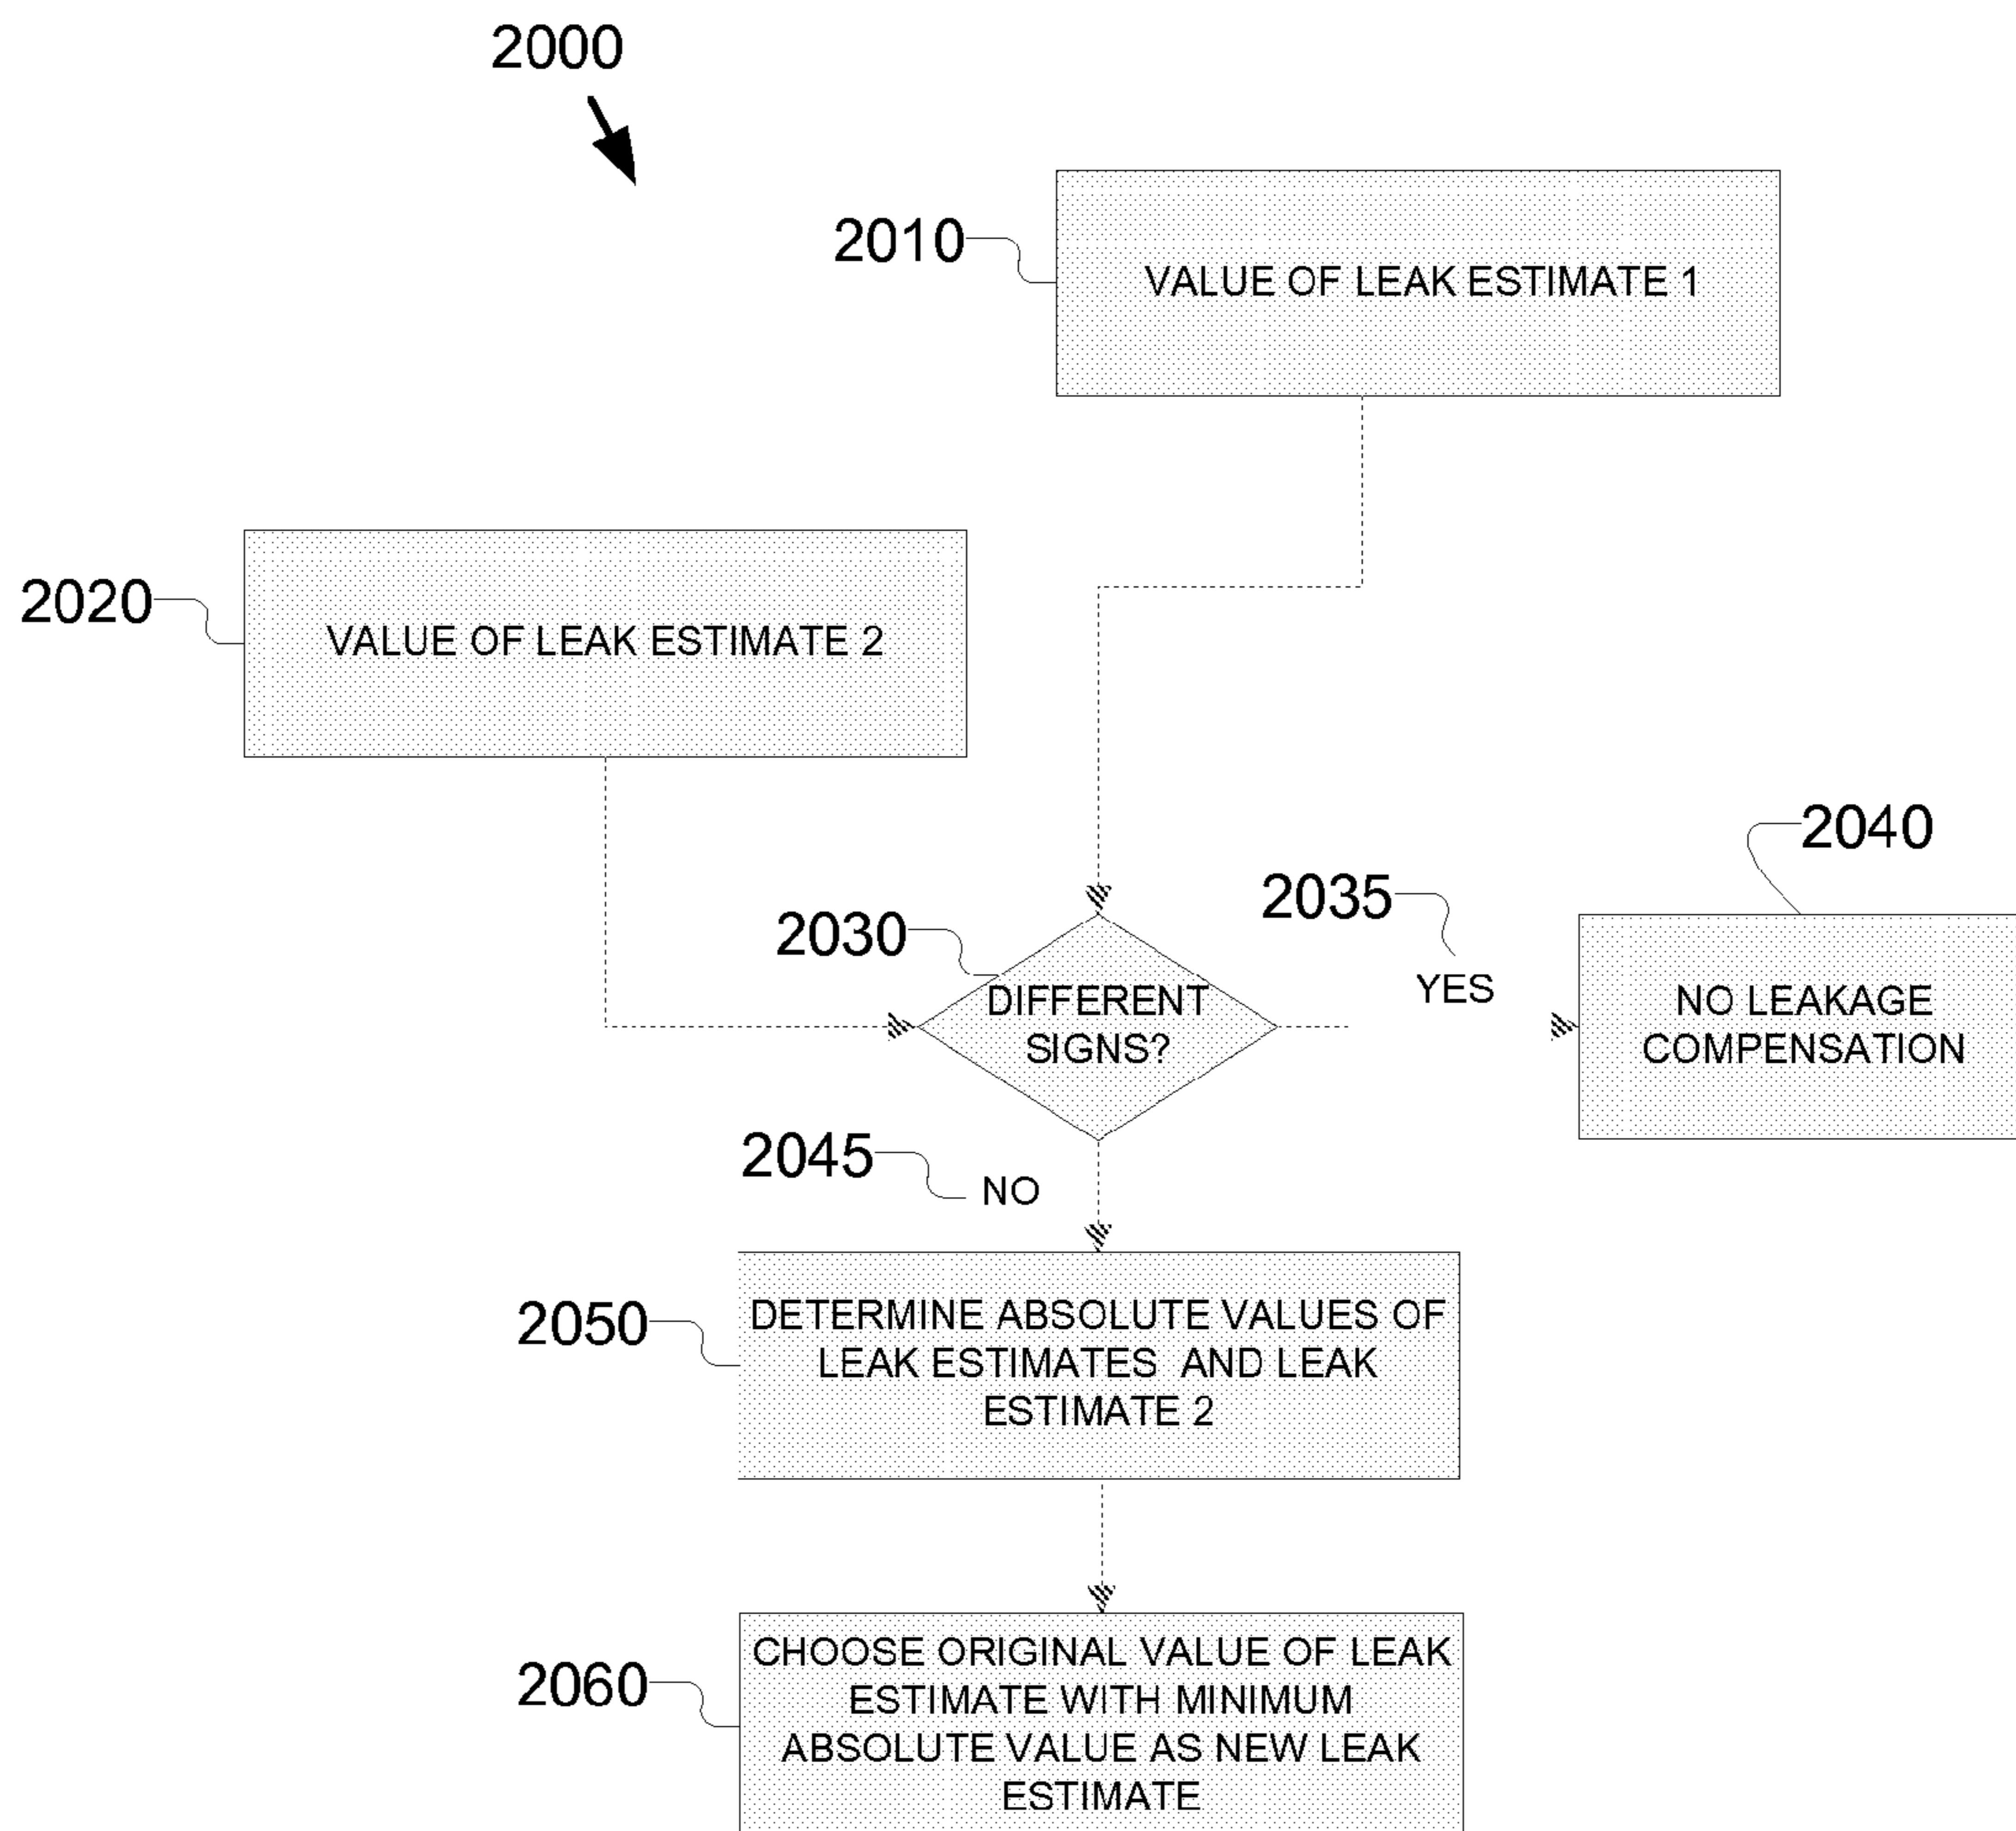 2000
2010
VALUE OF LEAK ESTIMATE 1
2020
VALUE OF LEAK ESTIMATE 2
2030
DIFFERENT
SIGNS?
2035
YES
2040
NO LEAKAGE
COMPENSATION
2045
NO
2050
DETERMINE ABSOLUTE VALUES OF
LEAK ESTIMATES AND LEAK
ESTIMATE 2
2060
CHOOSE ORIGINAL VALUE OF LEAK
ESTIMATE WITH MINIMUM
ABSOLUTE VALUE AS NEW LEAK
ESTIMATE